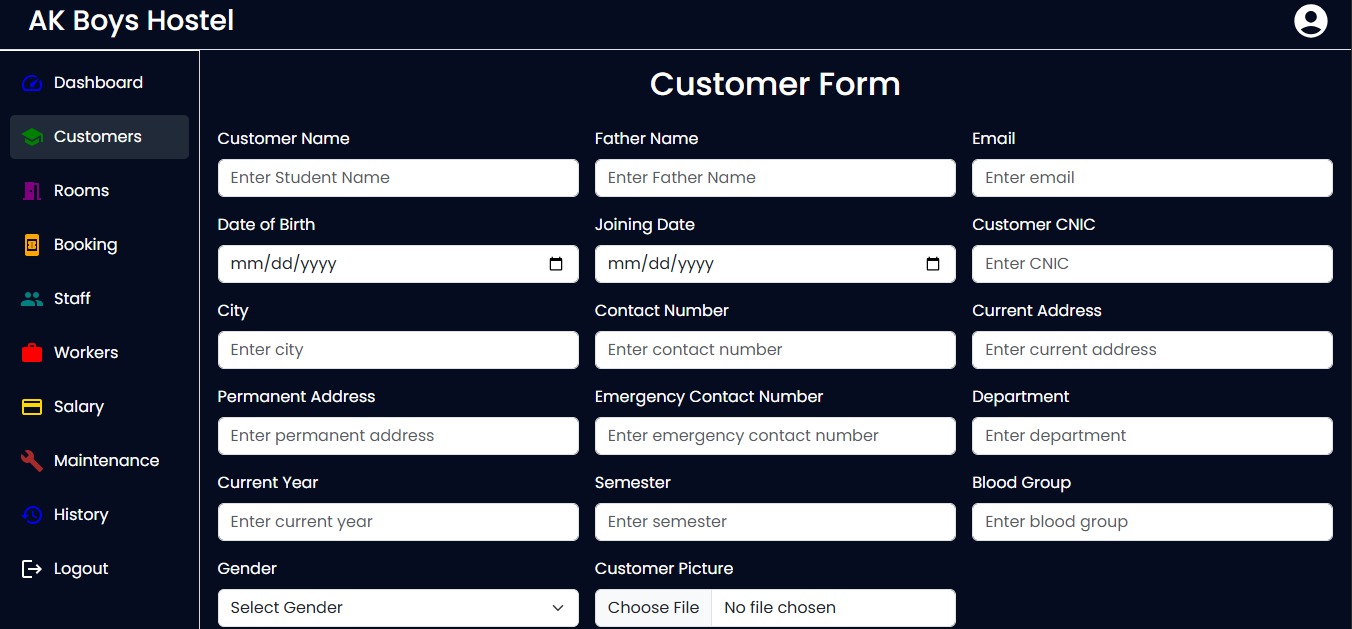 AK Boys Hostel
Dashboard
Customers
Rooms
Booking
Staff
Workers
Salary
Maintenance
History
Logout
Customer Form
Customer Name Father Name Email
Enter Student Name Enter Father Name Enter email
Date of Birth Joining Date Customer CNIC
mm/dd/yyyy mm/dd/yyyy Enter CNIC
City Contact Number Current Address
Enter city Enter contact number Enter current address
Permanent Address Emergency Contact Number Department
Enter permanent address Enter emergency contact number Enter department
Current Year Semester Blood Group
Enter current year Enter semester Enter blood group
Gender Customer Picture
Select Gender Choose File No file chosen